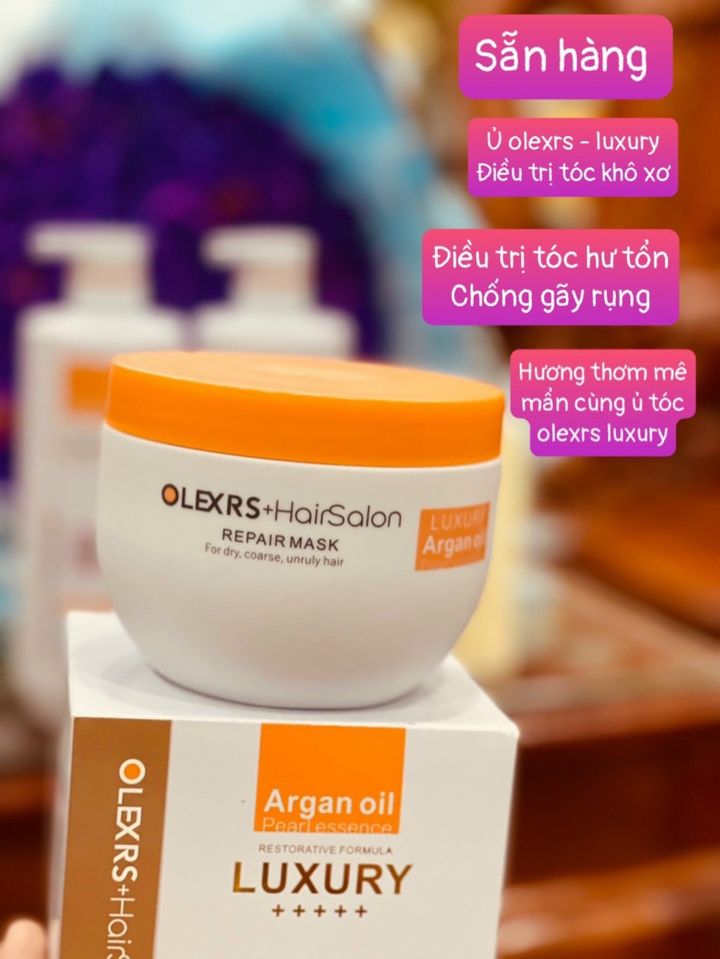 Sẵn hàng
Ủ olexrs - luxury
Điều trị tóc khô xơ
Điều trị tóc hư tổn
Chống gãy rụng
Hương thơm mê
mẩn cùng ủ tóc
olexrs luxury
OLEXRS+HairSalon
REPAIR MASK
For dry, coarse, unruly hair
LUXURY
Argan oil
Argan oil
Pearl essence
RESTORATIVE FORMULA
LUXURY
+++++
OLEXRS+HairS